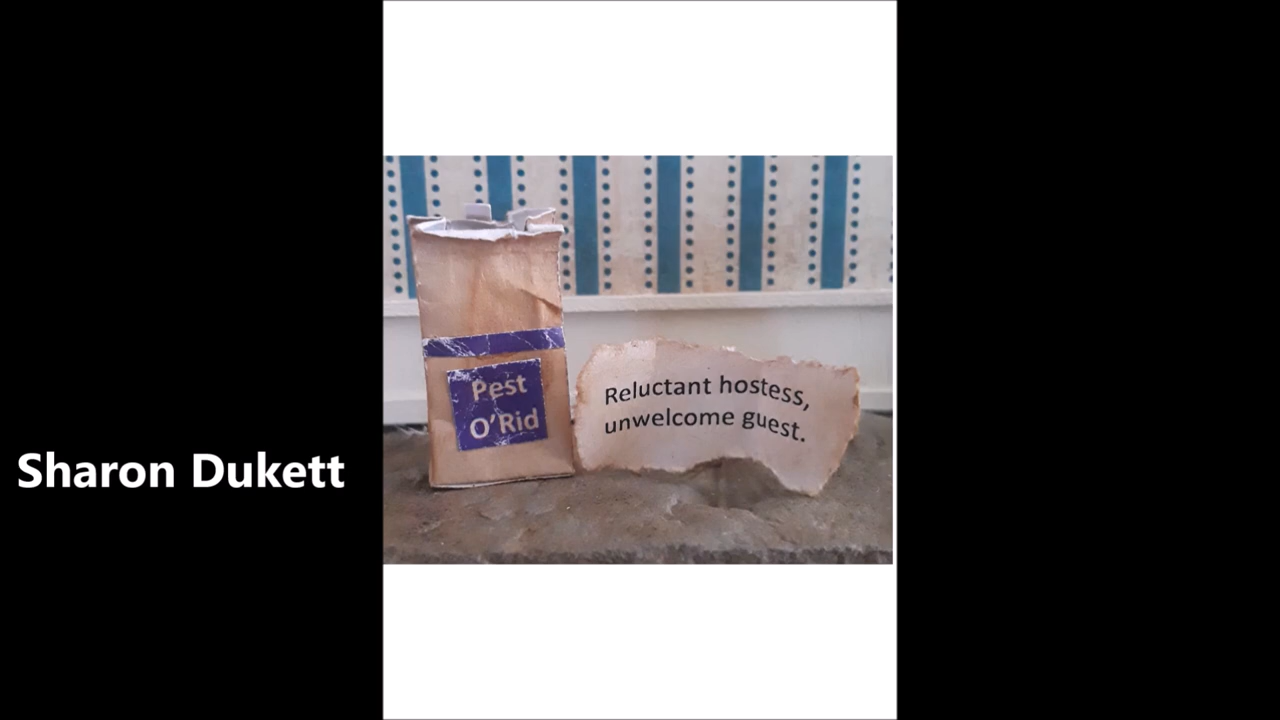 Pest
O'Rid
Reluctant hostess,
unwelcome guest.
Sharon Dukett